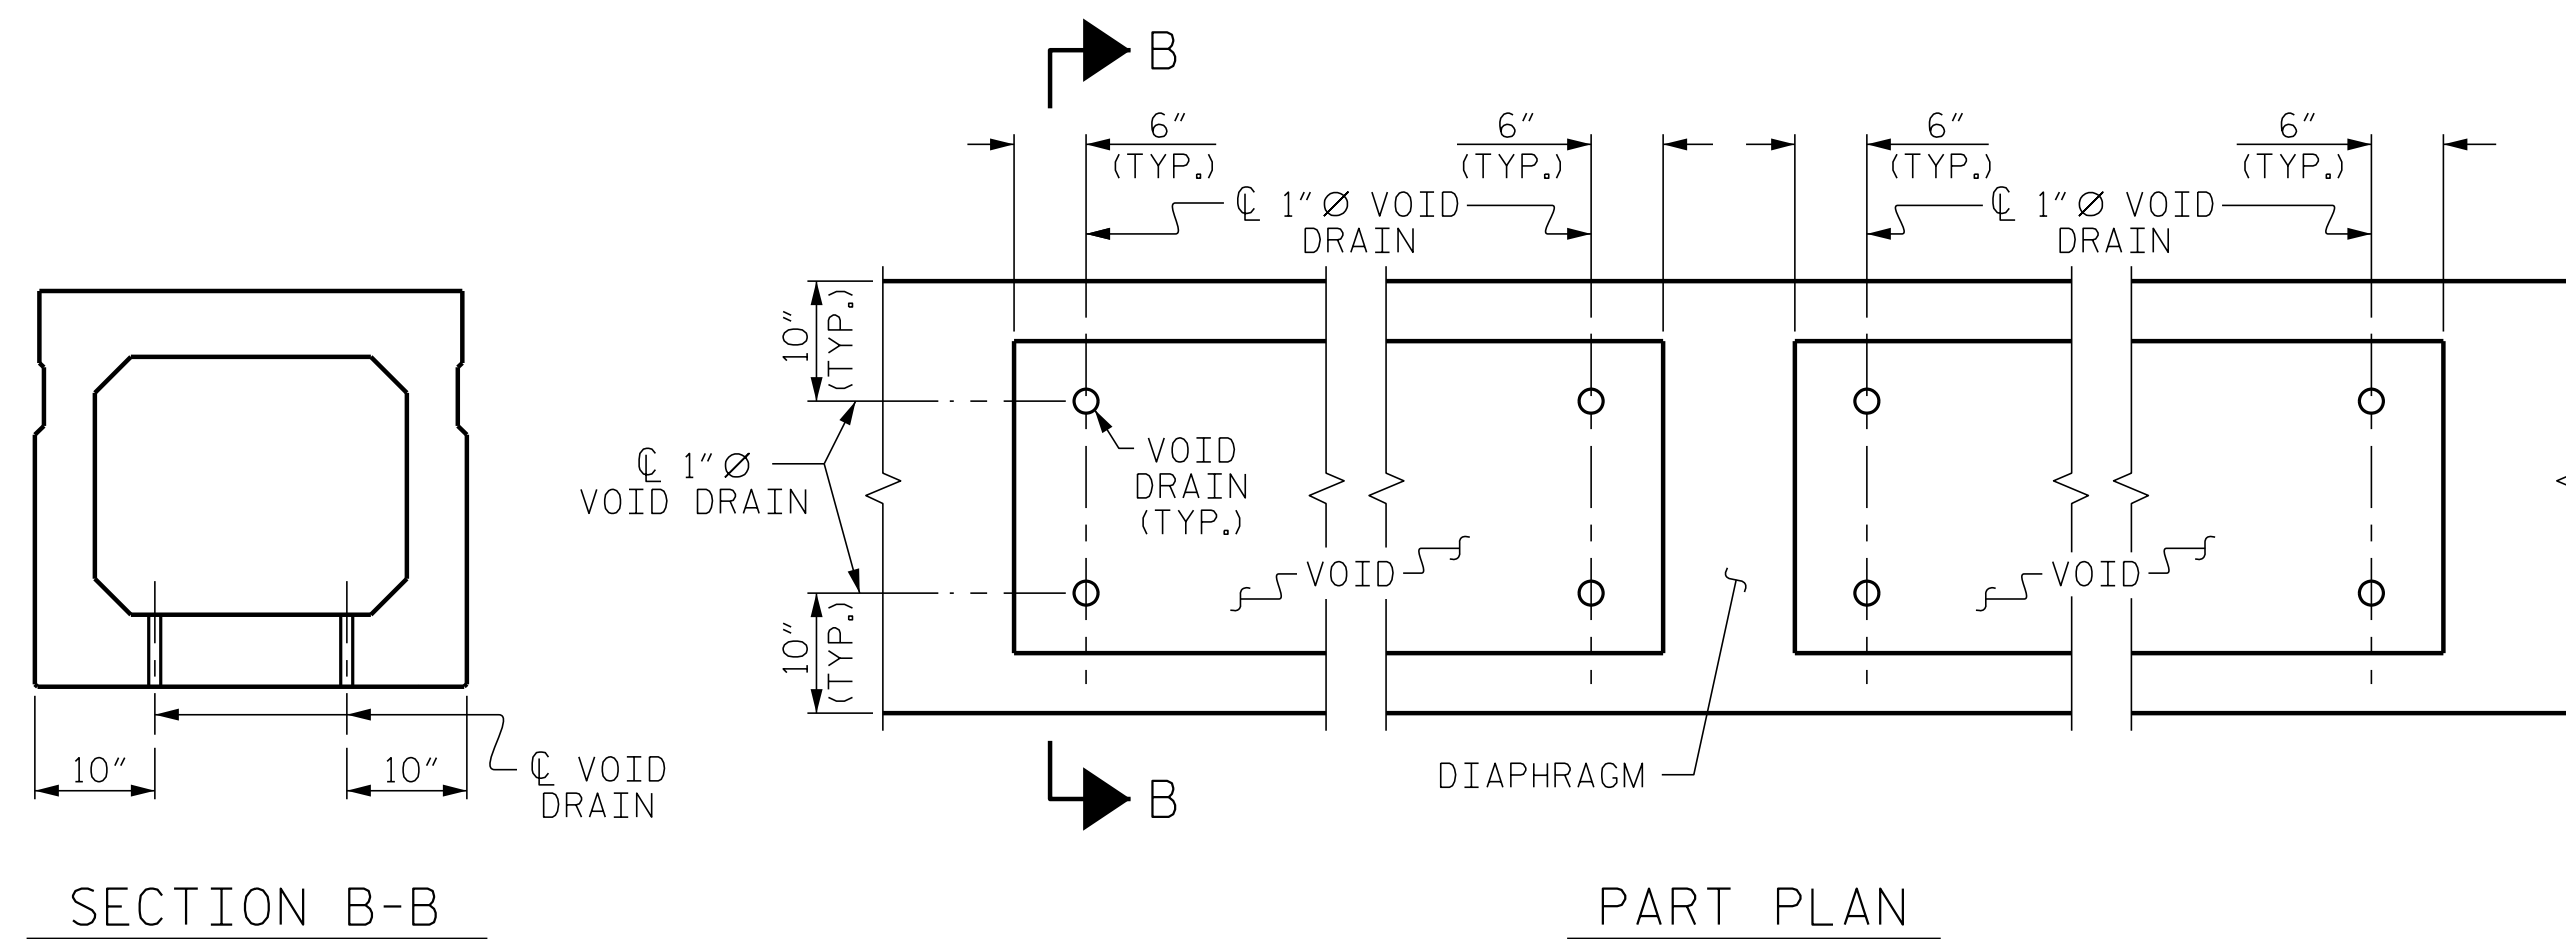 B
6" 6" 6" 6"
(TYP.) (TYP.) (TYP.) (TYP.)
℄ 1"Ø VOID
DRAIN
℄ 1"Ø VOID
DRAIN
10"
(TYP.)
℄ 1"Ø
VOID DRAIN
VOID
DRAIN
(TYP.)
VOID
VOID
10"
(TYP.)
10" 10"
℄ VOID
DRAIN
DIAPHRAGM
B
SECTION B-B
PART PLAN